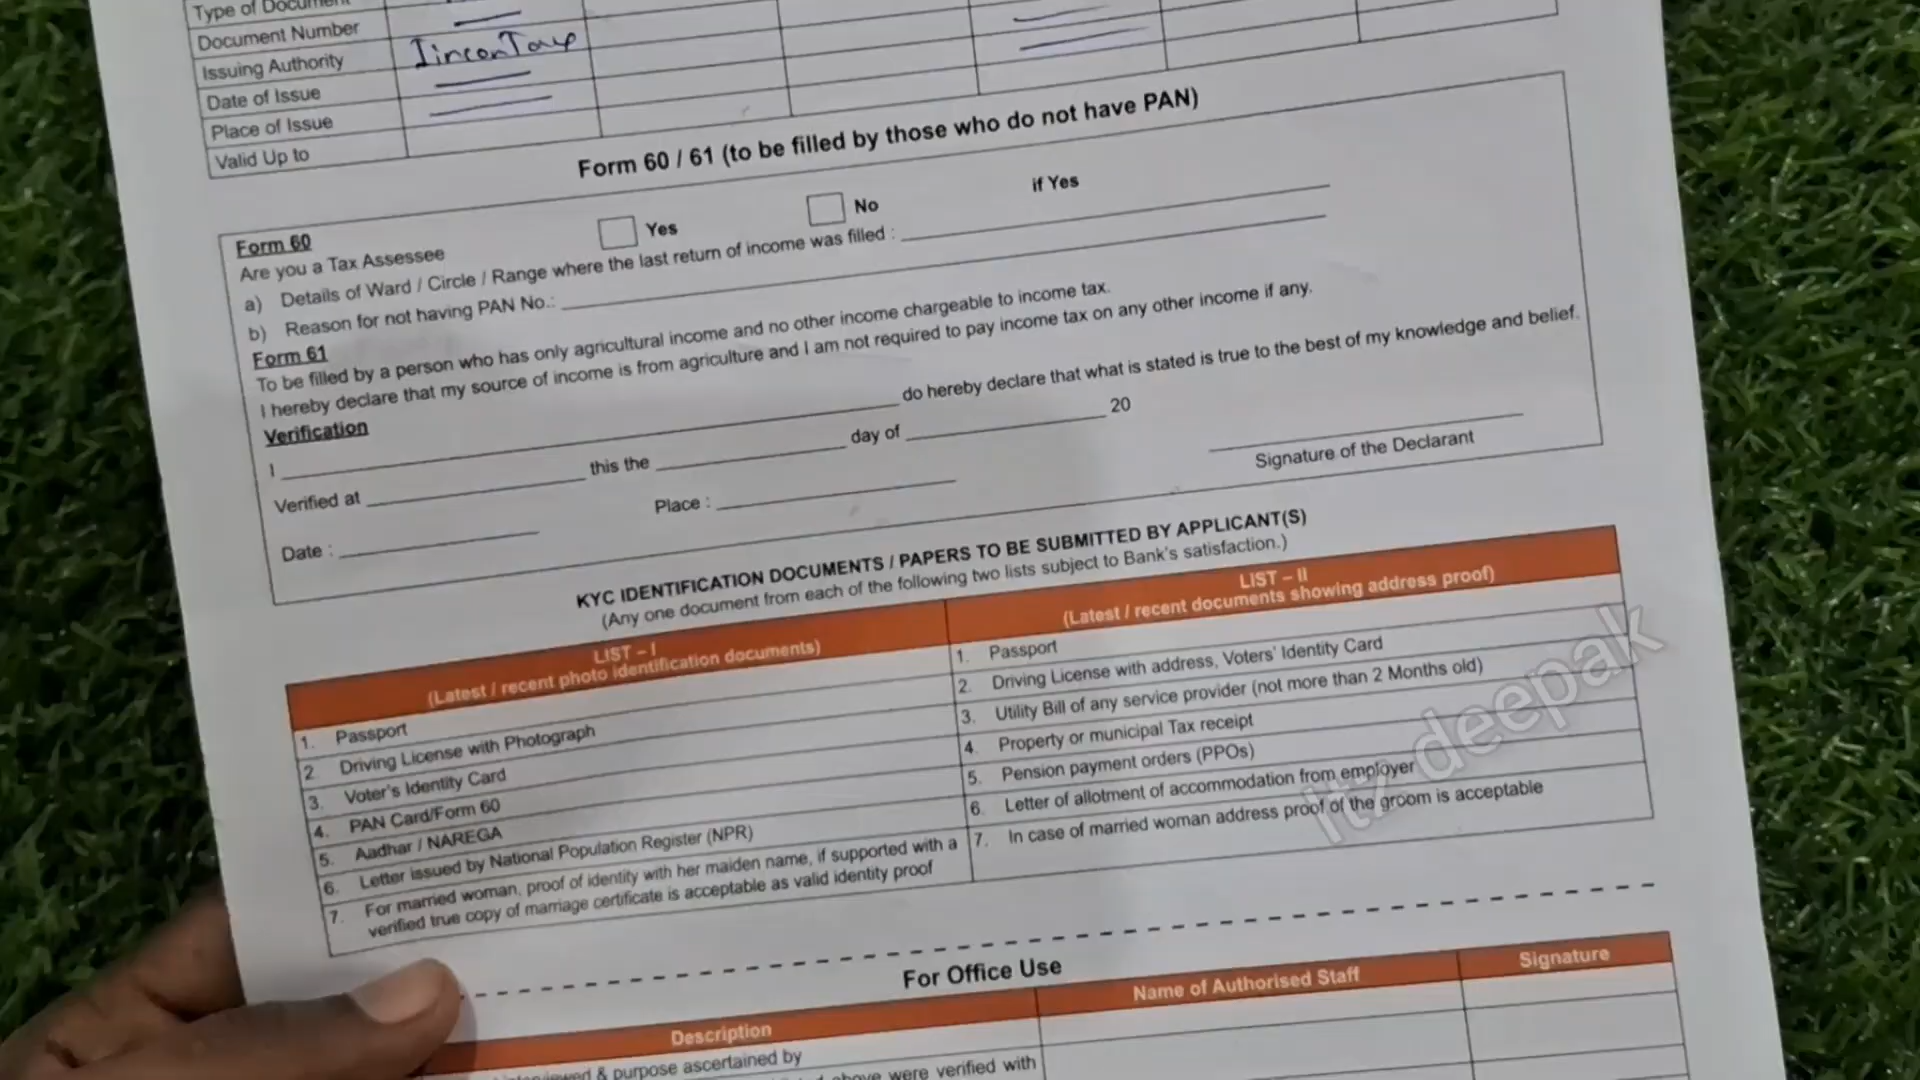 Type of Document
Document Number
Issuing Authority
Date of Issue
Place of Issue
Valid Up to
Form 60 / 61 (to be filled by those who do not have PAN)
Form 60
Are you a Tax Assessee Yes No if Yes
a) Details of Ward / Circle / Range where the last return of income was filled :
b) Reason for not having PAN No.:
Form 61
To be filled by a person who has only agricultural income and no other income chargeable to income tax.
I hereby declare that my source of income is from agriculture and I am not required to pay income tax on any other income if any.
Verification
I do hereby declare that what is stated is true to the best of my knowledge and belief.
Verified at this the day of 20
Date : Place : Signature of the Declarant
KYC IDENTIFICATION DOCUMENTS / PAPERS TO BE SUBMITTED BY APPLICANT(S)
(Any one document from each of the following two lists subject to Bank's satisfaction.)
LIST – I
(Latest / recent photo identification documents)
1. Passport
2. Driving License with Photograph
3. Voter's Identity Card
4. PAN Card/Form 60
5. Aadhar / NAREGA
6. Letter issued by National Population Register (NPR)
7. For married woman, proof of identity with her maiden name, if supported with a
verified true copy of marriage certificate is acceptable as valid identity proof
LIST – II
(Latest / recent documents showing address proof)
1. Passport
2. Driving License with address, Voters' Identity Card
3. Utility Bill of any service provider (not more than 2 Months old)
4. Property or municipal Tax receipt
5. Pension payment orders (PPOs)
6. Letter of allotment of accommodation from employer
7. In case of married woman address proof of the groom is acceptable
itz deepak
For Office Use
Description Name of Authorised Staff Signature
& purpose ascertained by
above were verified with